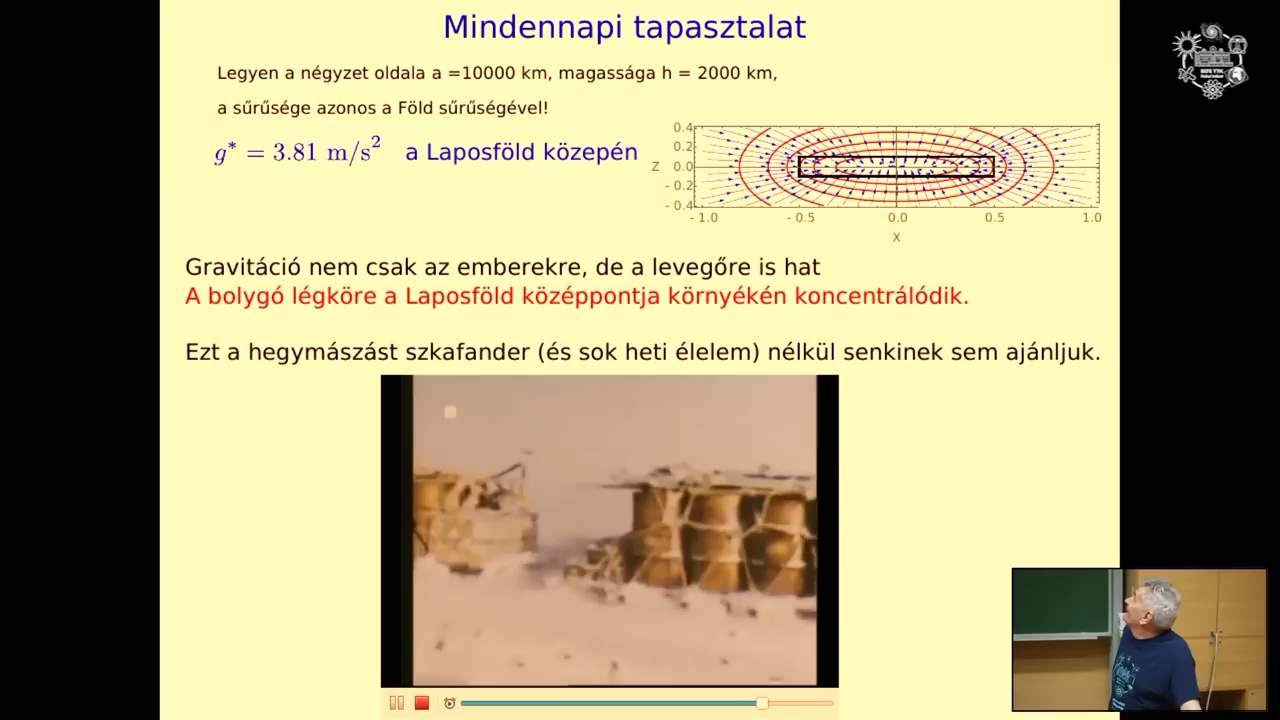 Mindennapi tapasztalat
Legyen a négyzet oldala a =10000 km, magassága h = 2000 km,
a sűrűsége azonos a Föld sűrűségével!
g* = 3.81 m/s² a Laposföld közepén
0.4
0.2
Z 0.0
- 0.2
- 0.4
- 1.0 - 0.5 0.0 0.5 1.0
X
Gravitáció nem csak az emberekre, de a levegőre is hat
A bolygó légköre a Laposföld középpontja környékén koncentrálódik.
Ezt a hegymászást szkafander (és sok heti élelem) nélkül senkinek sem ajánljuk.